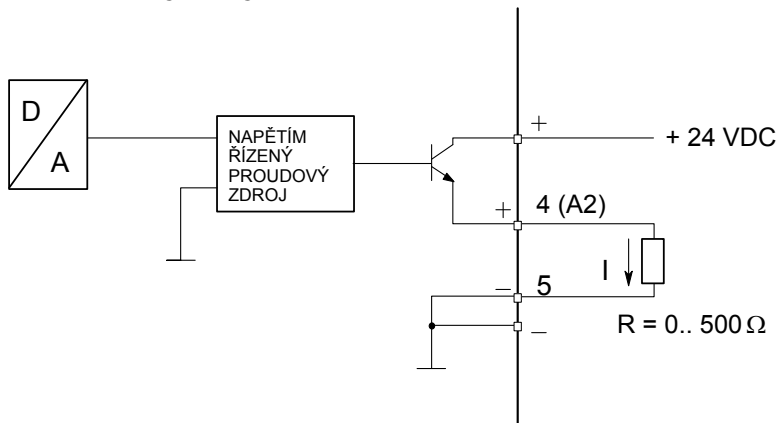 D
A
NAPĚTÍM
ŘÍZENÝ
PROUDOVÝ
ZDROJ
+
+ 24 VDC
+
4 (A2)
I
–
5
R = 0.. 500 Ω
–